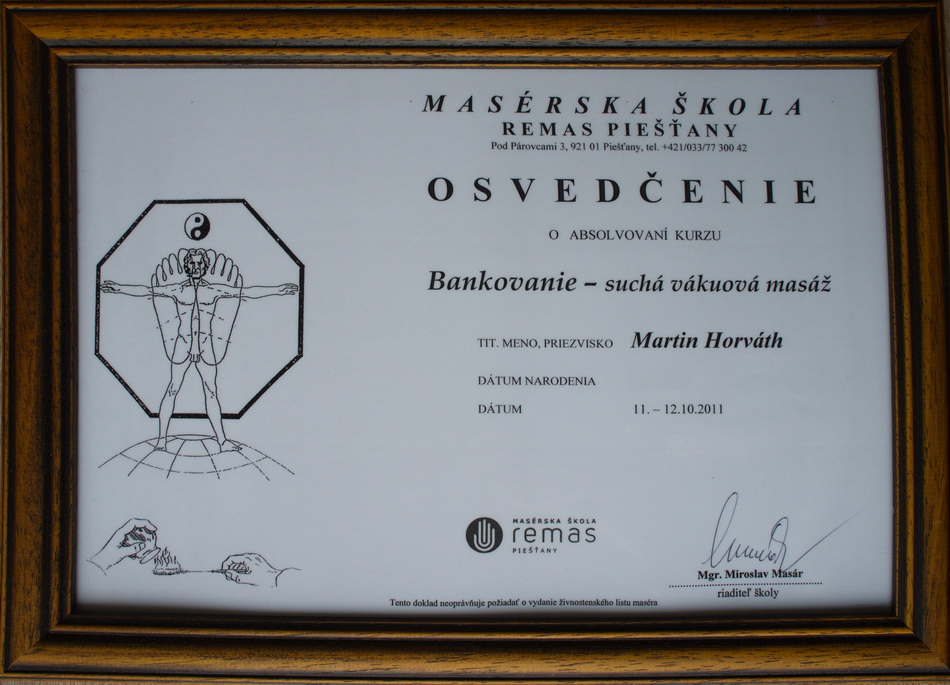 MASÉRSKA ŠKOLA
REMAS PIEŠŤANY
Pod Párovcami 3, 921 01 Piešťany, tel. +421/033/77 300 42
OSVEDČENIE
O ABSOLVOVANÍ KURZU
Bankovanie – suchá vákuová masáž
TIT. MENO, PRIEZVISKO Martin Horváth
DÁTUM NARODENIA
DÁTUM 11. – 12.10.2011
MASÉRSKA ŠKOLA
remas
PIEŠŤANY
Mgr. Miroslav Masár
riaditeľ školy
Tento doklad neoprávňuje požiadať o vydanie živnostenského listu maséra